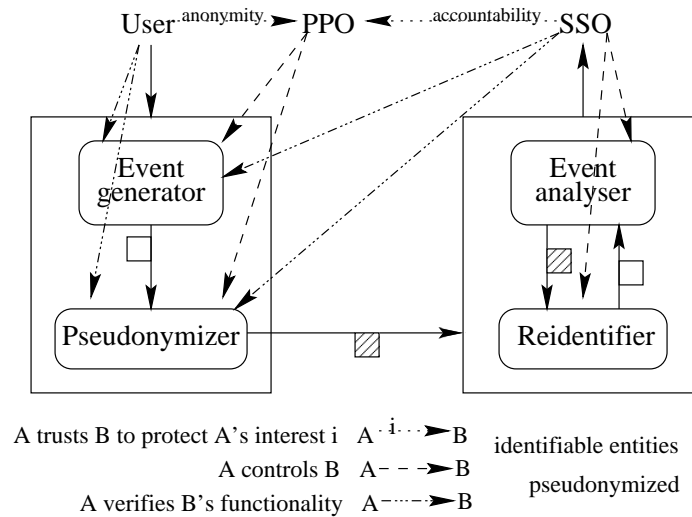 User anonymity PPO accountability SSO
Event generator
Event analyser
Pseudonymizer
Reidentifier
A trusts B to protect A's interest i A i B
A controls B A B
A verifies B's functionality A B
identifiable entities
pseudonymized